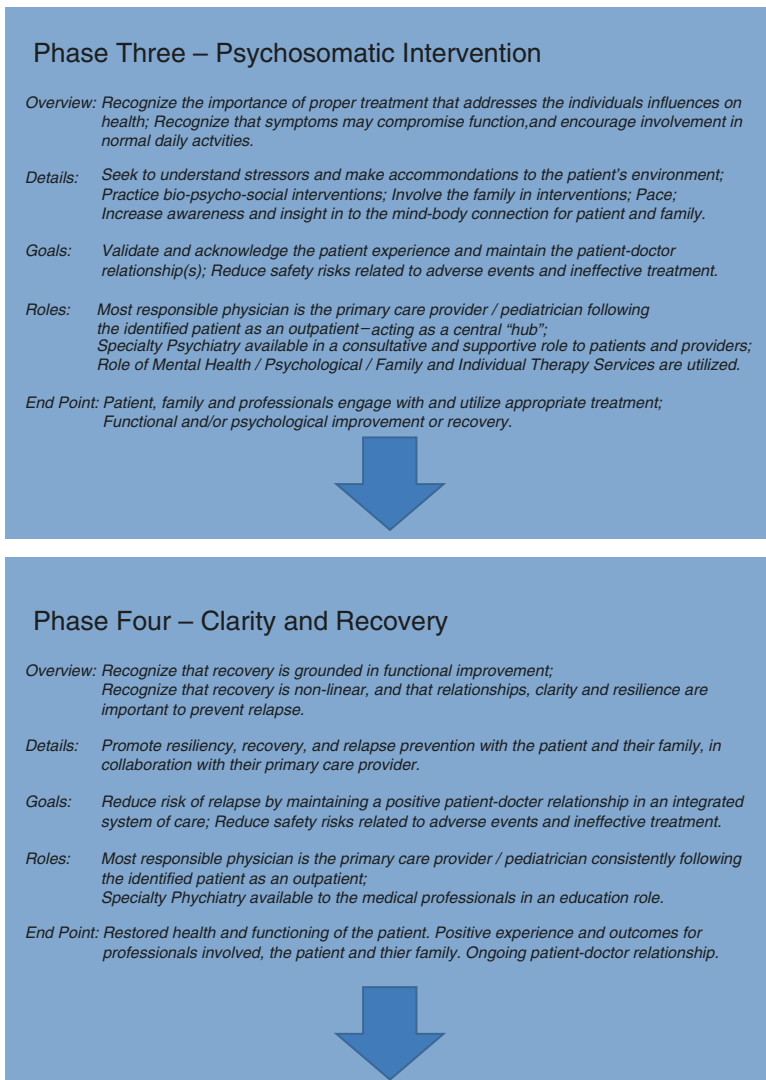 Phase Three – Psychosomatic Intervention
Overview: Recognize the importance of proper treatment that addresses the individuals influences on
health; Recognize that symptoms may compromise function,and encourage involvement in
normal daily actvities.
Details: Seek to understand stressors and make accommondations to the patient's environment;
Practice bio-psycho-social interventions; Involve the family in interventions; Pace;
Increase awareness and insight in to the mind-body connection for patient and family.
Goals: Validate and acknowledge the patient experience and maintain the patient-doctor
relationship(s); Reduce safety risks related to adverse events and ineffective treatment.
Roles: Most responsible physician is the primary care provider / pediatrician following
the identified patient as an outpatient–acting as a central “hub”;
Specialty Psychiatry available in a consultative and supportive role to patients and providers;
Role of Mental Health / Psychological / Family and Individual Therapy Services are utilized.
End Point: Patient, family and professionals engage with and utilize appropriate treatment;
Functional and/or psychological improvement or recovery.
Phase Four – Clarity and Recovery
Overview: Recognize that recovery is grounded in functional improvement;
Recognize that recovery is non-linear, and that relationships, clarity and resilience are
important to prevent relapse.
Details: Promote resiliency, recovery, and relapse prevention with the patient and their family, in
collaboration with their primary care provider.
Goals: Reduce risk of relapse by maintaining a positive patient-docter relationship in an integrated
system of care; Reduce safety risks related to adverse events and ineffective treatment.
Roles: Most responsible physician is the primary care provider / pediatrician consistently following
the identified patient as an outpatient;
Specialty Phychiatry available to the medical professionals in an education role.
End Point: Restored health and functioning of the patient. Positive experience and outcomes for
professionals involved, the patient and thier family. Ongoing patient-doctor relationship.